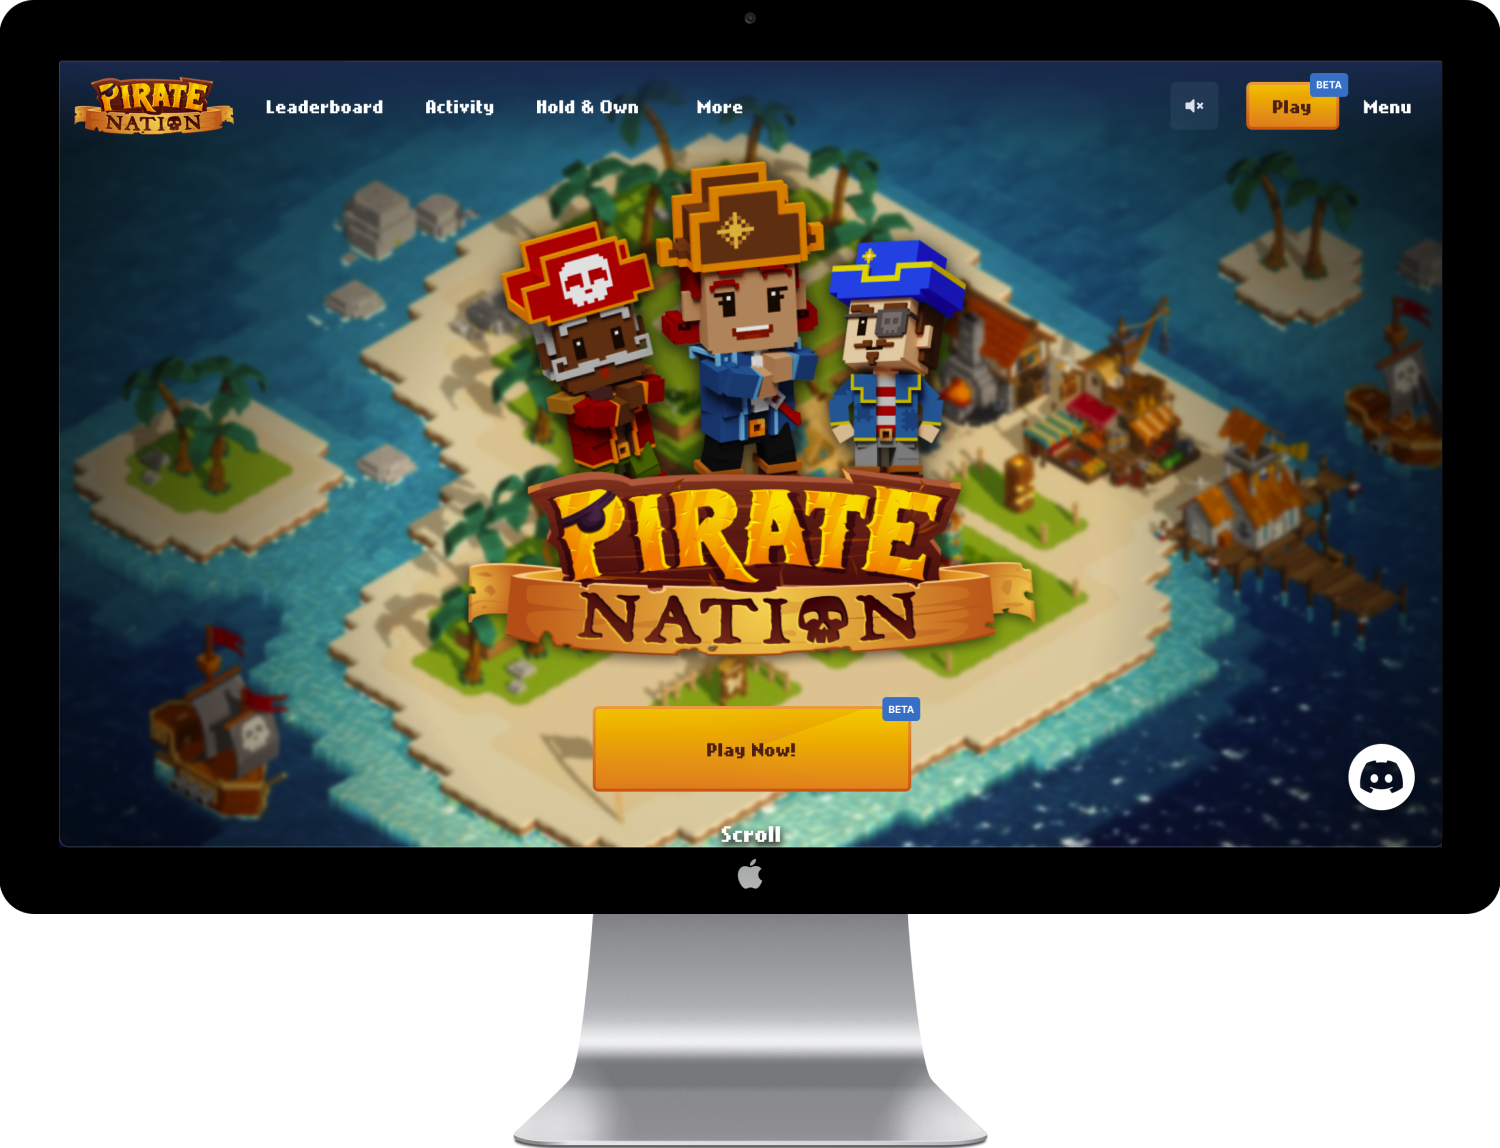 PIRATE
NATION
Leaderboard
Activity
Hold & Own
More
Play
BETA
Menu
PIRATE
NATION
BETA
Play Now!
Scroll